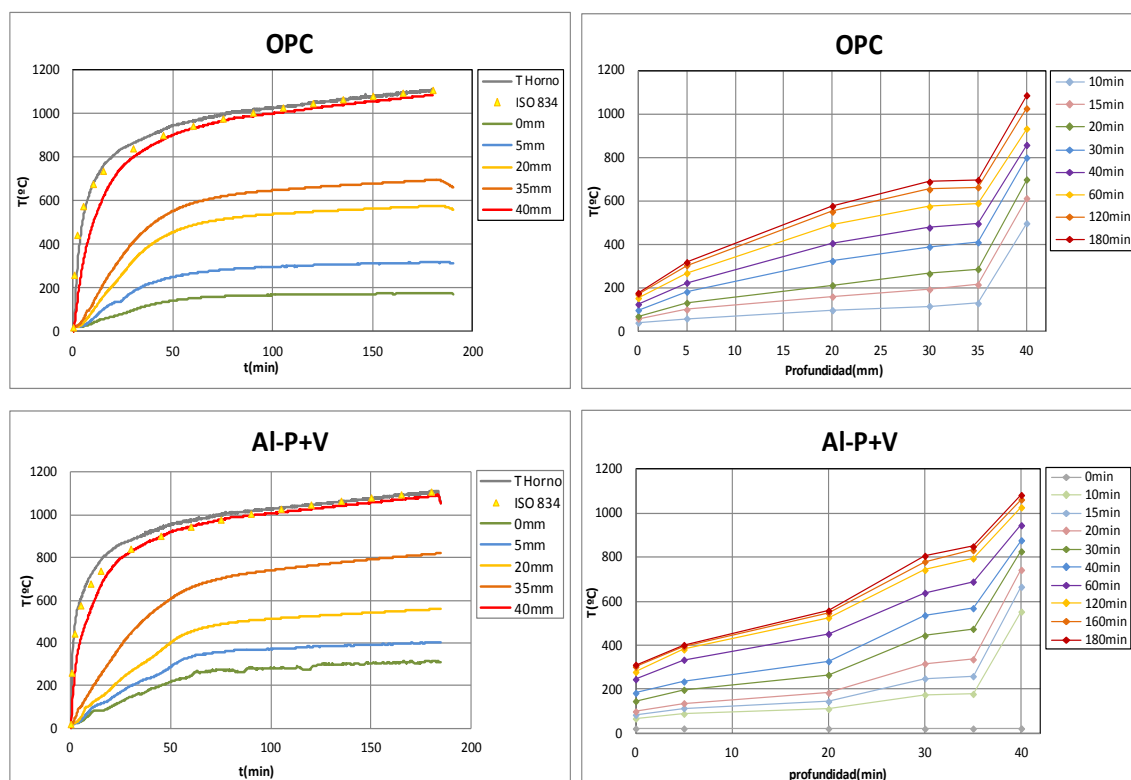 OPC
1200
1000
800
600
400
200
0
T(ºC)
0 50 100 150 200
t(min)
T Horno
ISO 834
0mm
5mm
20mm
35mm
40mm
OPC
1200
1000
800
600
400
200
0
T(ºC)
0 5 10 15 20 25 30 35 40
Profundidad(mm)
10min
15min
20min
30min
40min
60min
120min
180min
Al-P+V
1200
1000
800
600
400
200
0
T(ºC)
0 50 100 150 200
t(min)
T Horno
ISO 834
0mm
5mm
20mm
35mm
40mm
Al-P+V
1200
1000
800
600
400
200
0
T(ºC)
0 10 20 30 40
profundidad(min)
0min
10min
15min
20min
30min
40min
60min
120min
160min
180min